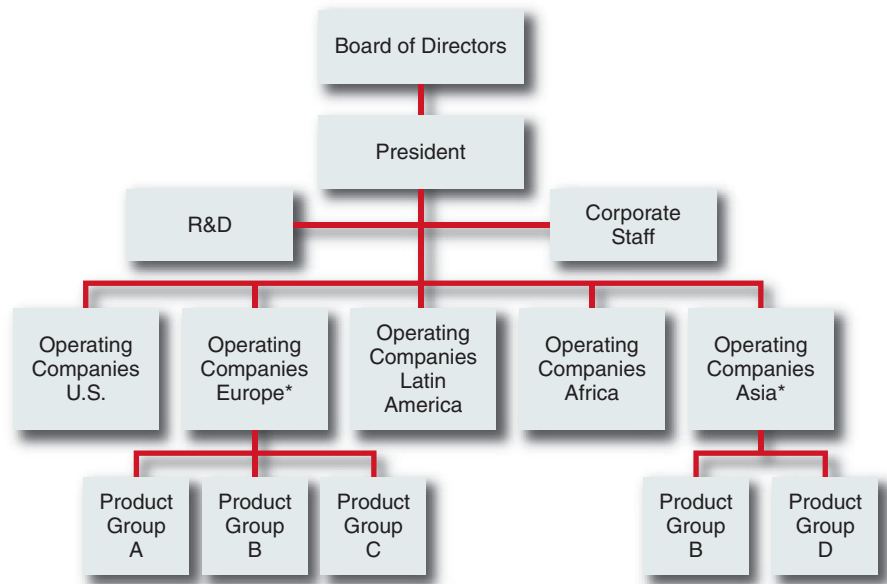 Board of Directors
President
R&D
Corporate
Staff
Operating
Companies
U.S.
Operating
Companies
Europe*
Operating
Companies
Latin
America
Operating
Companies
Africa
Operating
Companies
Asia*
Product
Group
A
Product
Group
B
Product
Group
C
Product
Group
B
Product
Group
D